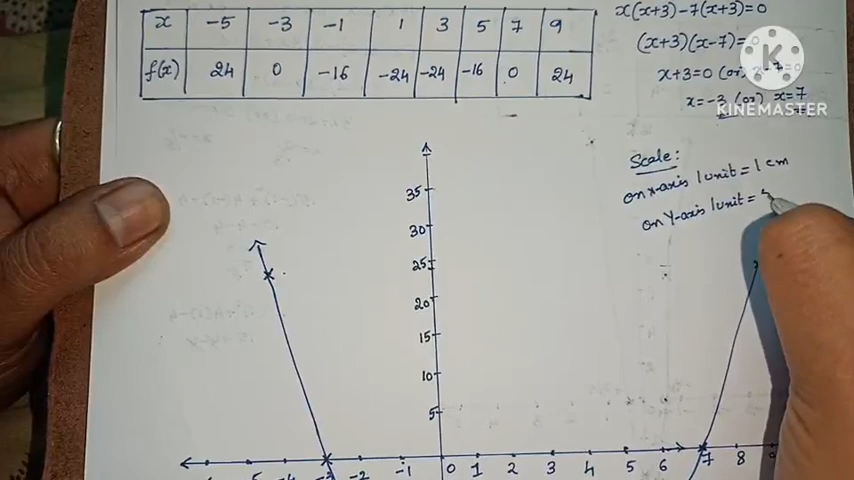 x -5 -3 -1 1 3 5 7 9
f(x) 24 0 -16 -24 -24 -16 0 24
x(x+3)-7(x+3)=0
(x+3)(x-7)=0
x+3=0 (or) x-7=0
x=-3 (or) x=7
KINEMASTER
Scale:
on x-axis 1 unit = 1 cm
on Y-axis 1 unit =
35
30
25
20
15
10
5
-2 -1 0 1 2 3 4 5 6 7 8